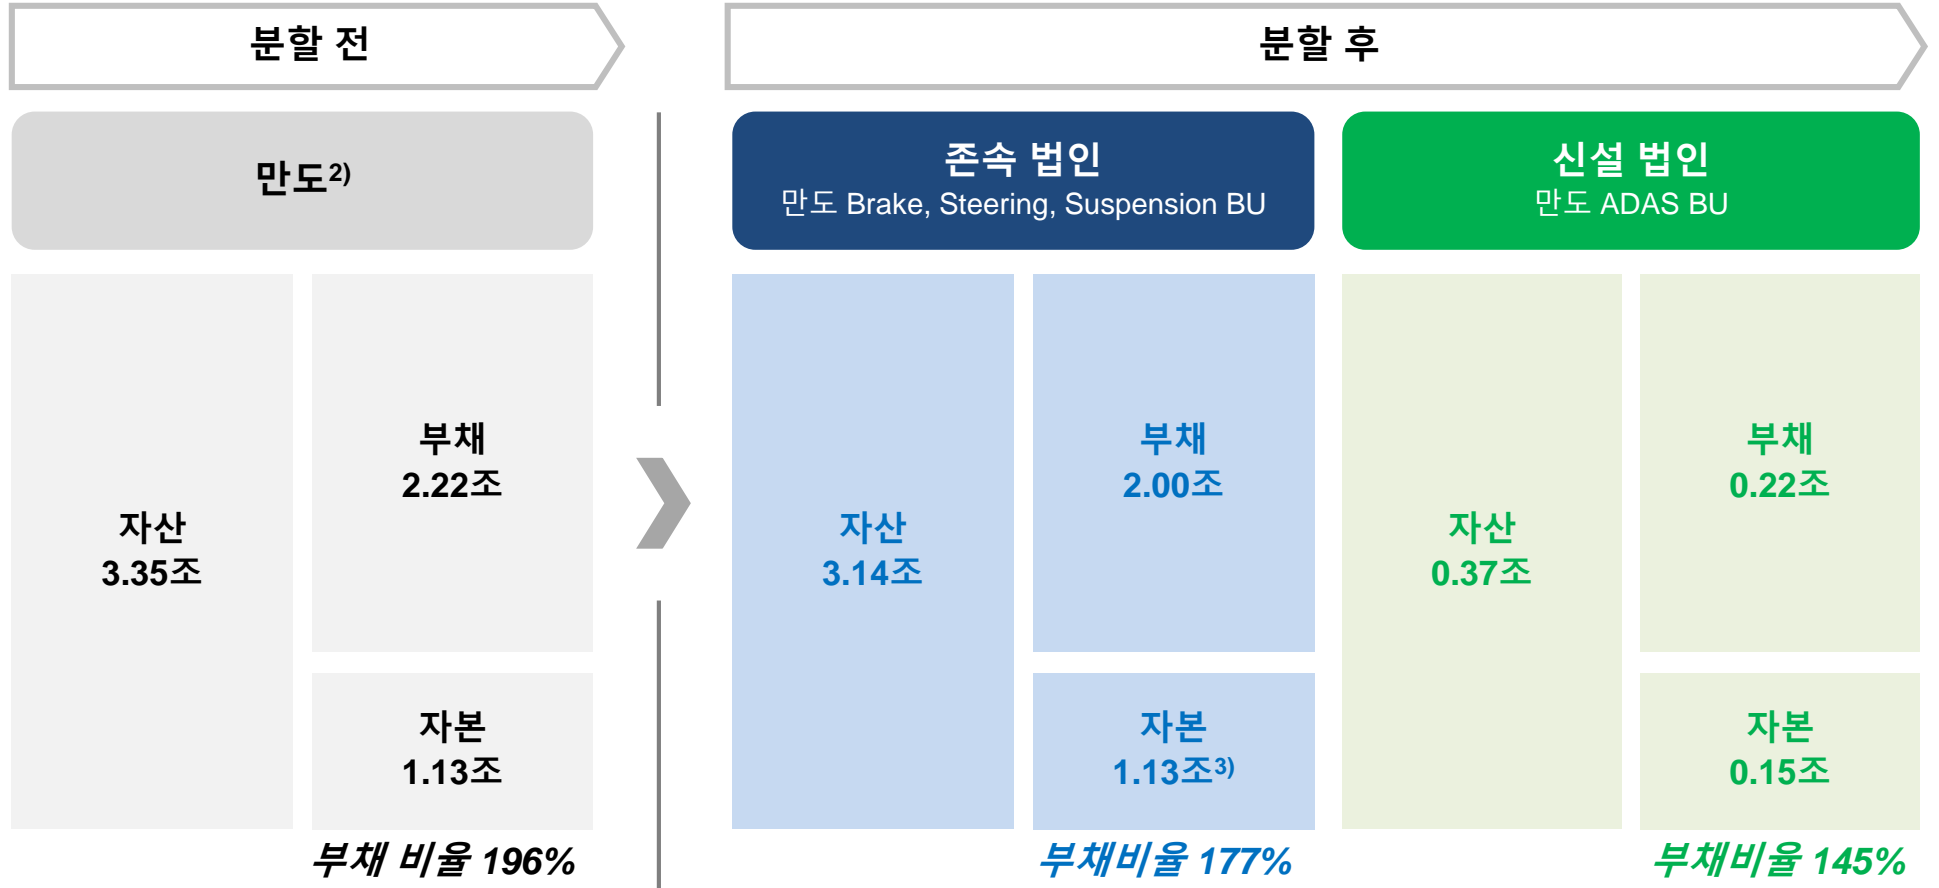 분할 전
분할 후
만도2)
존속 법인
만도 Brake, Steering, Suspension BU
신설 법인
만도 ADAS BU
자산
3.35조
부채
2.22조
자본
1.13조
부채 비율 196%
자산
3.14조
부채
2.00조
자본
1.13조3)
부채비율 177%
자산
0.37조
부채
0.22조
자본
0.15조
부채비율 145%